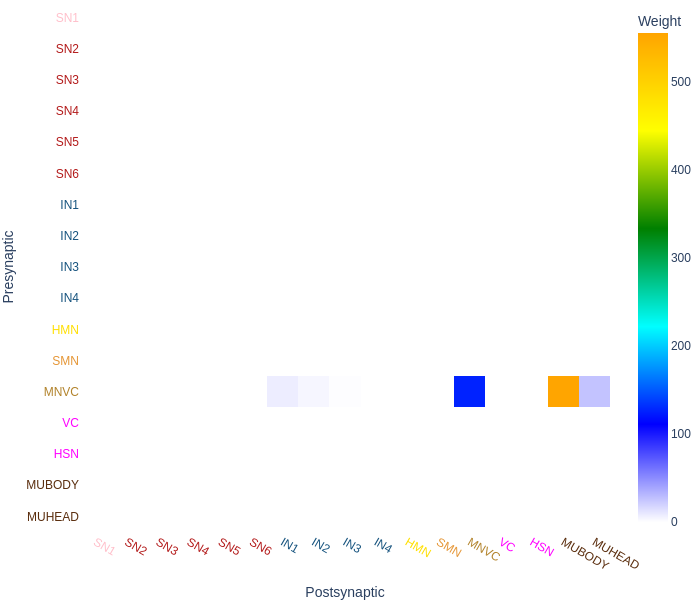 Weight
SN1
SN2
SN3
SN4
SN5
SN6
IN1
IN2
IN3
IN4
HMN
SMN
MNVC
VC
HSN
MUBODY
MUHEAD
Presynaptic
500
400
300
200
100
0
SN1 SN2 SN3 SN4 SN5 SN6 IN1 IN2 IN3 IN4 HMN SMN MNVC VC HSN MUBODY MUHEAD
Postsynaptic